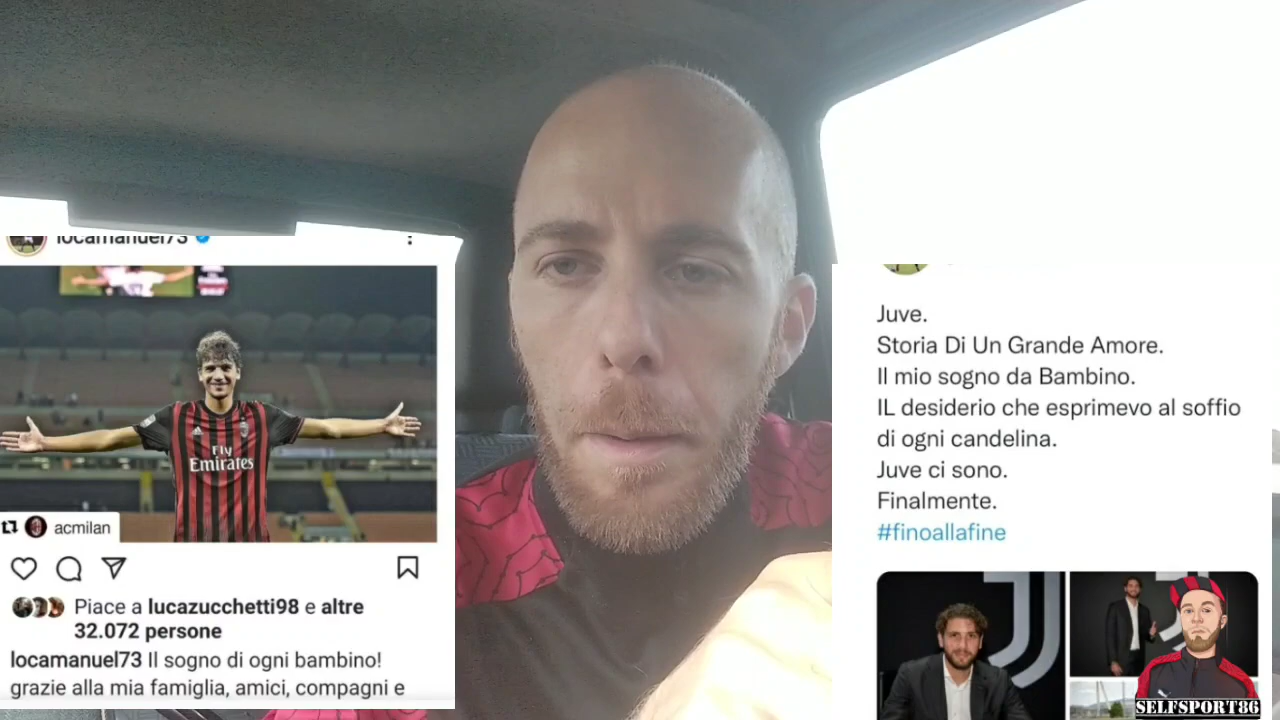 locamanuel73
Fly
Emirates
acmilan
Piace a lucazucchetti98 e altre
32.072 persone
locamanuel73 Il sogno di ogni bambino!
grazie alla mia famiglia, amici, compagni e
Juve.
Storia Di Un Grande Amore.
Il mio sogno da Bambino.
IL desiderio che esprimevo al soffio
di ogni candelina.
Juve ci sono.
Finalmente.
#finoallafine
SELFSPORT86